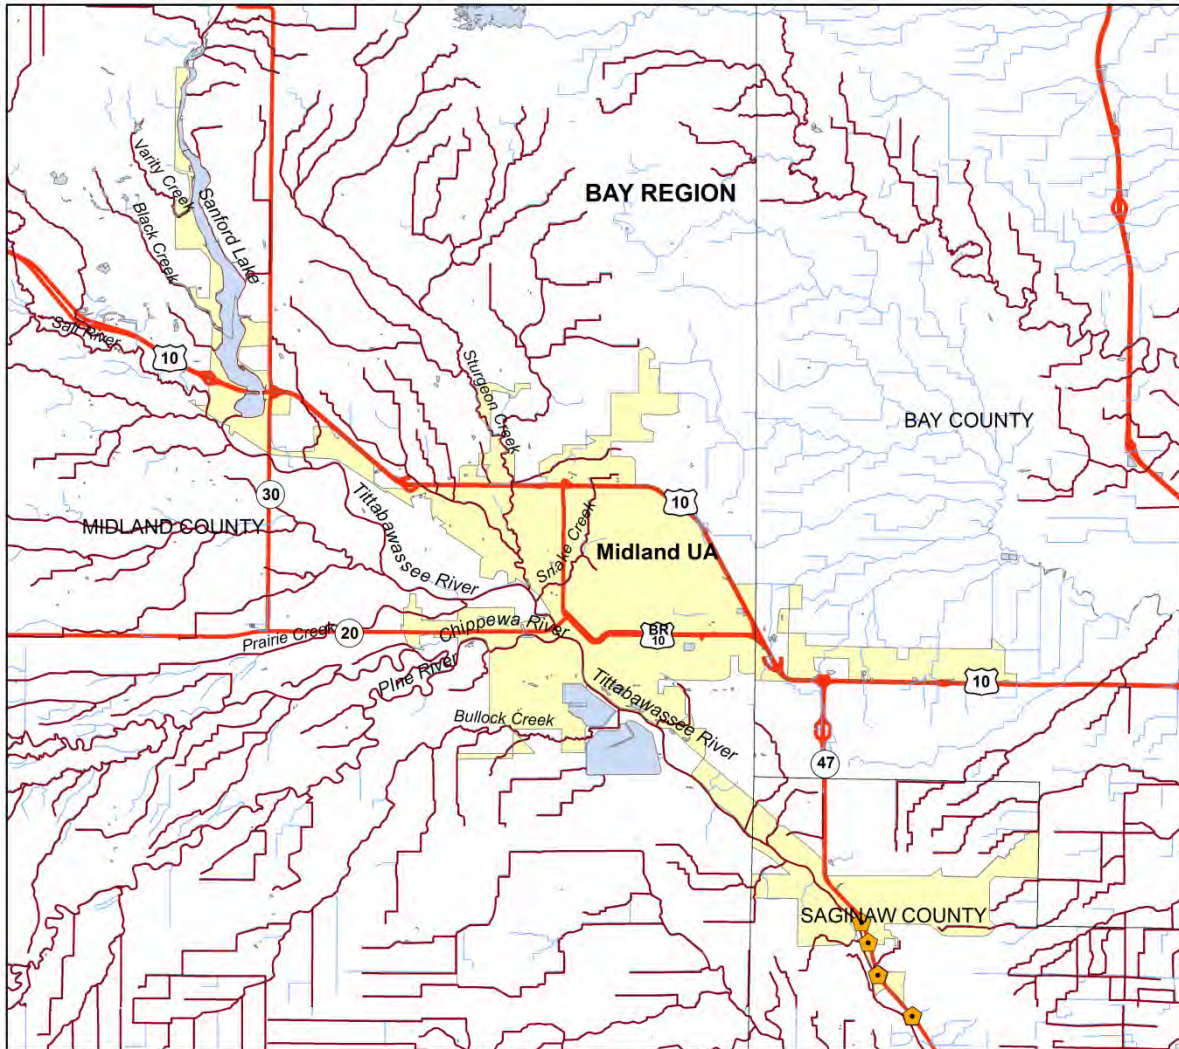 BAY REGION
Varity Creek
Sanford Lake
Black Creek
Salt River
10
Sturgeon Creek
BAY COUNTY
30
Tittabawassee River
10
MIDLAND COUNTY
Snake Creek
Midland UA
Prairie Creek
20
Chippewa River
BR
10
PIne River
Tittabawassee River
10
Bullock Creek
47
SAGINAW COUNTY